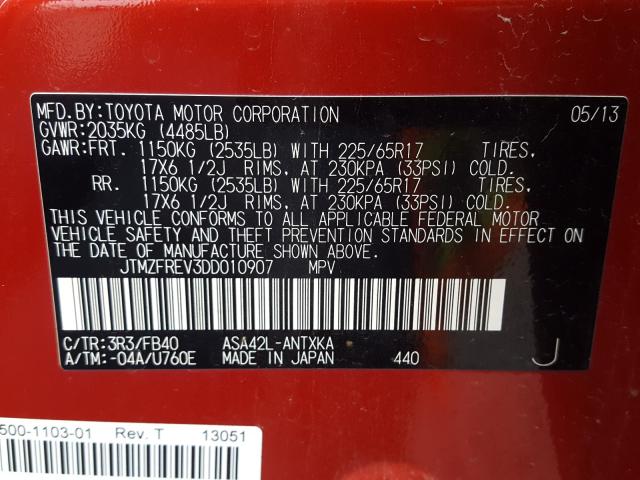 MFD.BY:TOYOTA MOTOR CORPORATION 05/13
GVWR:2035KG (4485LB)
GAWR:FRT. 1150KG (2535LB) WITH 225/65R17 TIRES,
17X6 1/2J RIMS, AT 230KPA (33PSI) COLD.
RR. 1150KG (2535LB) WITH 225/65R17 TIRES,
17X6 1/2J RIMS, AT 230KPA (33PSI) COLD.
THIS VEHICLE CONFORMS TO ALL APPLICABLE FEDERAL MOTOR
VEHICLE SAFETY AND THEFT PREVENTION STANDARDS IN EFFECT ON
THE DATE OF MANUFACTURE SHOWN ABOVE.
JTMZFREV3DD010907 MPV
C/TR:3R3/FB40 ASA42L-ANTXKA
A/TM:-04A/U760E MADE IN JAPAN 440 J
500-1103-01 Rev. T 13051